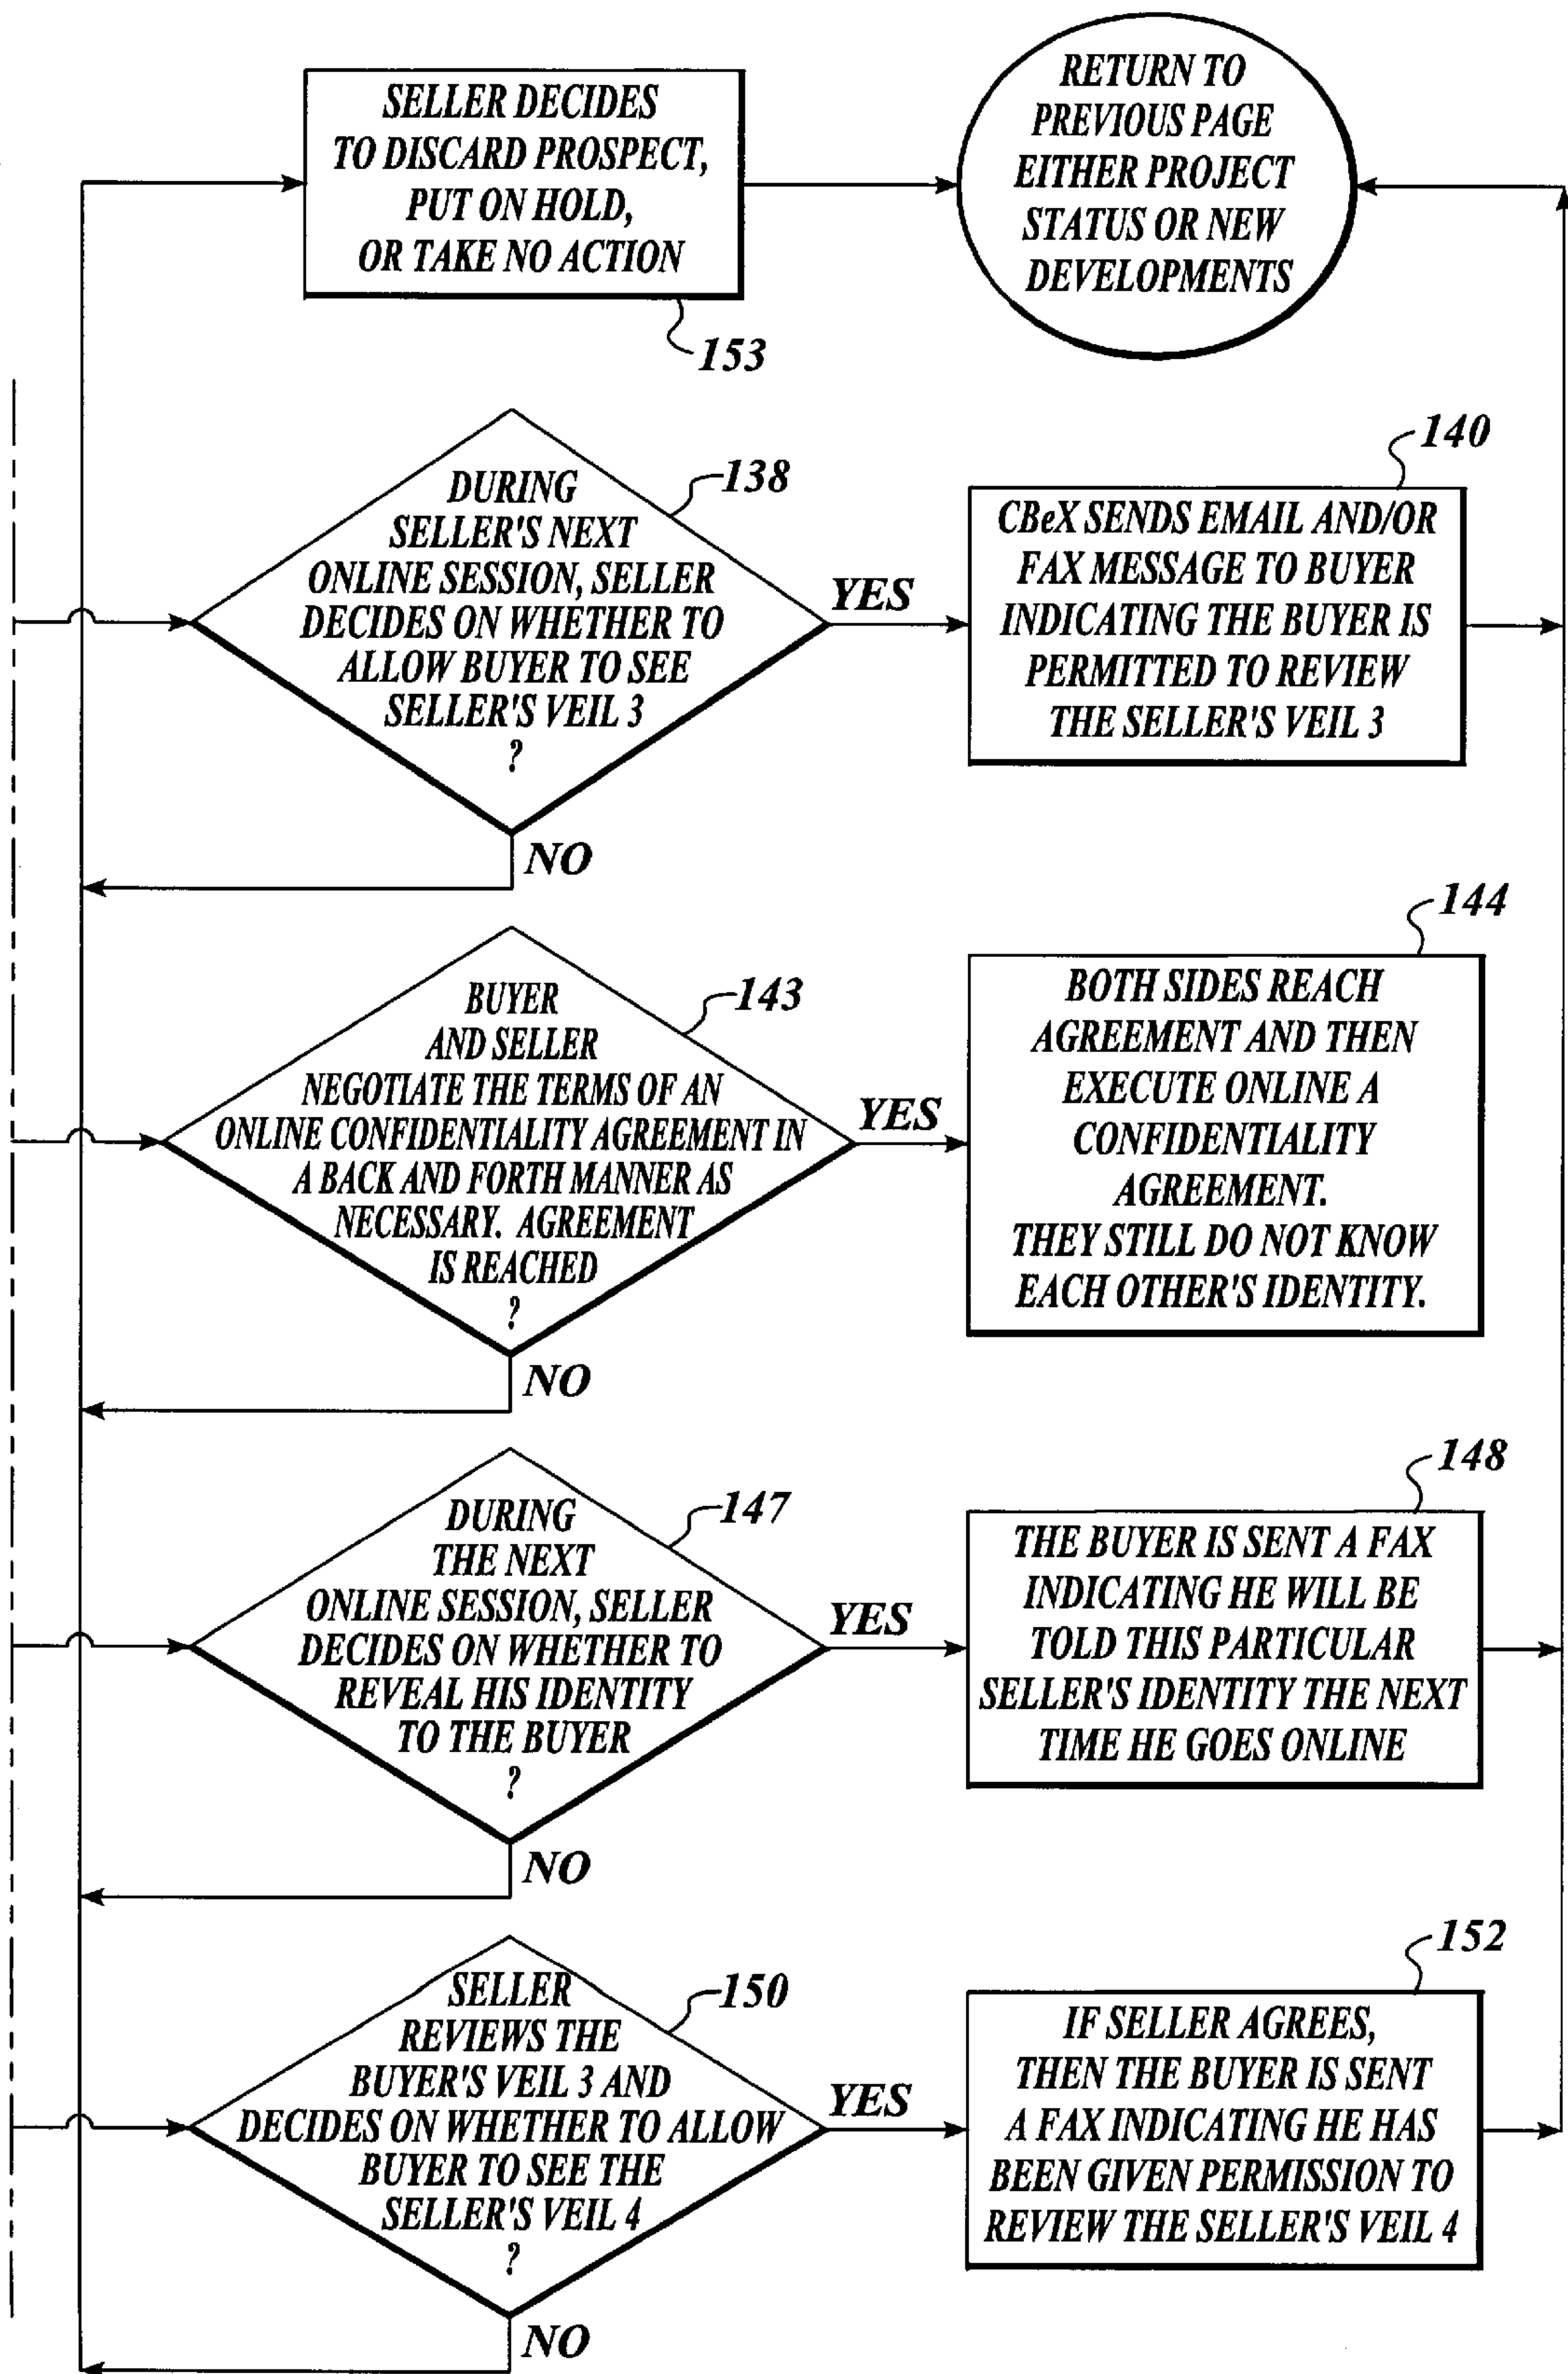 SELLER DECIDES
TO DISCARD PROSPECT,
PUT ON HOLD,
OR TAKE NO ACTION
153
RETURN TO
PREVIOUS PAGE
EITHER PROJECT
STATUS OR NEW
DEVELOPMENTS
DURING
SELLER'S NEXT
ONLINE SESSION, SELLER
DECIDES ON WHETHER TO
ALLOW BUYER TO SEE
SELLER'S VEIL 3
?
138
YES
NO
140
CBeX SENDS EMAIL AND/OR
FAX MESSAGE TO BUYER
INDICATING THE BUYER IS
PERMITTED TO REVIEW
THE SELLER'S VEIL 3
BUYER
AND SELLER
NEGOTIATE THE TERMS OF AN
ONLINE CONFIDENTIALITY AGREEMENT IN
A BACK AND FORTH MANNER AS
NECESSARY. AGREEMENT
IS REACHED
?
143
YES
NO
144
BOTH SIDES REACH
AGREEMENT AND THEN
EXECUTE ONLINE A
CONFIDENTIALITY
AGREEMENT.
THEY STILL DO NOT KNOW
EACH OTHER'S IDENTITY.
DURING
THE NEXT
ONLINE SESSION, SELLER
DECIDES ON WHETHER TO
REVEAL HIS IDENTITY
TO THE BUYER
?
147
YES
NO
148
THE BUYER IS SENT A FAX
INDICATING HE WILL BE
TOLD THIS PARTICULAR
SELLER'S IDENTITY THE NEXT
TIME HE GOES ONLINE
SELLER
REVIEWS THE
BUYER'S VEIL 3 AND
DECIDES ON WHETHER TO ALLOW
BUYER TO SEE THE
SELLER'S VEIL 4
?
150
YES
NO
152
IF SELLER AGREES,
THEN THE BUYER IS SENT
A FAX INDICATING HE HAS
BEEN GIVEN PERMISSION TO
REVIEW THE SELLER'S VEIL 4